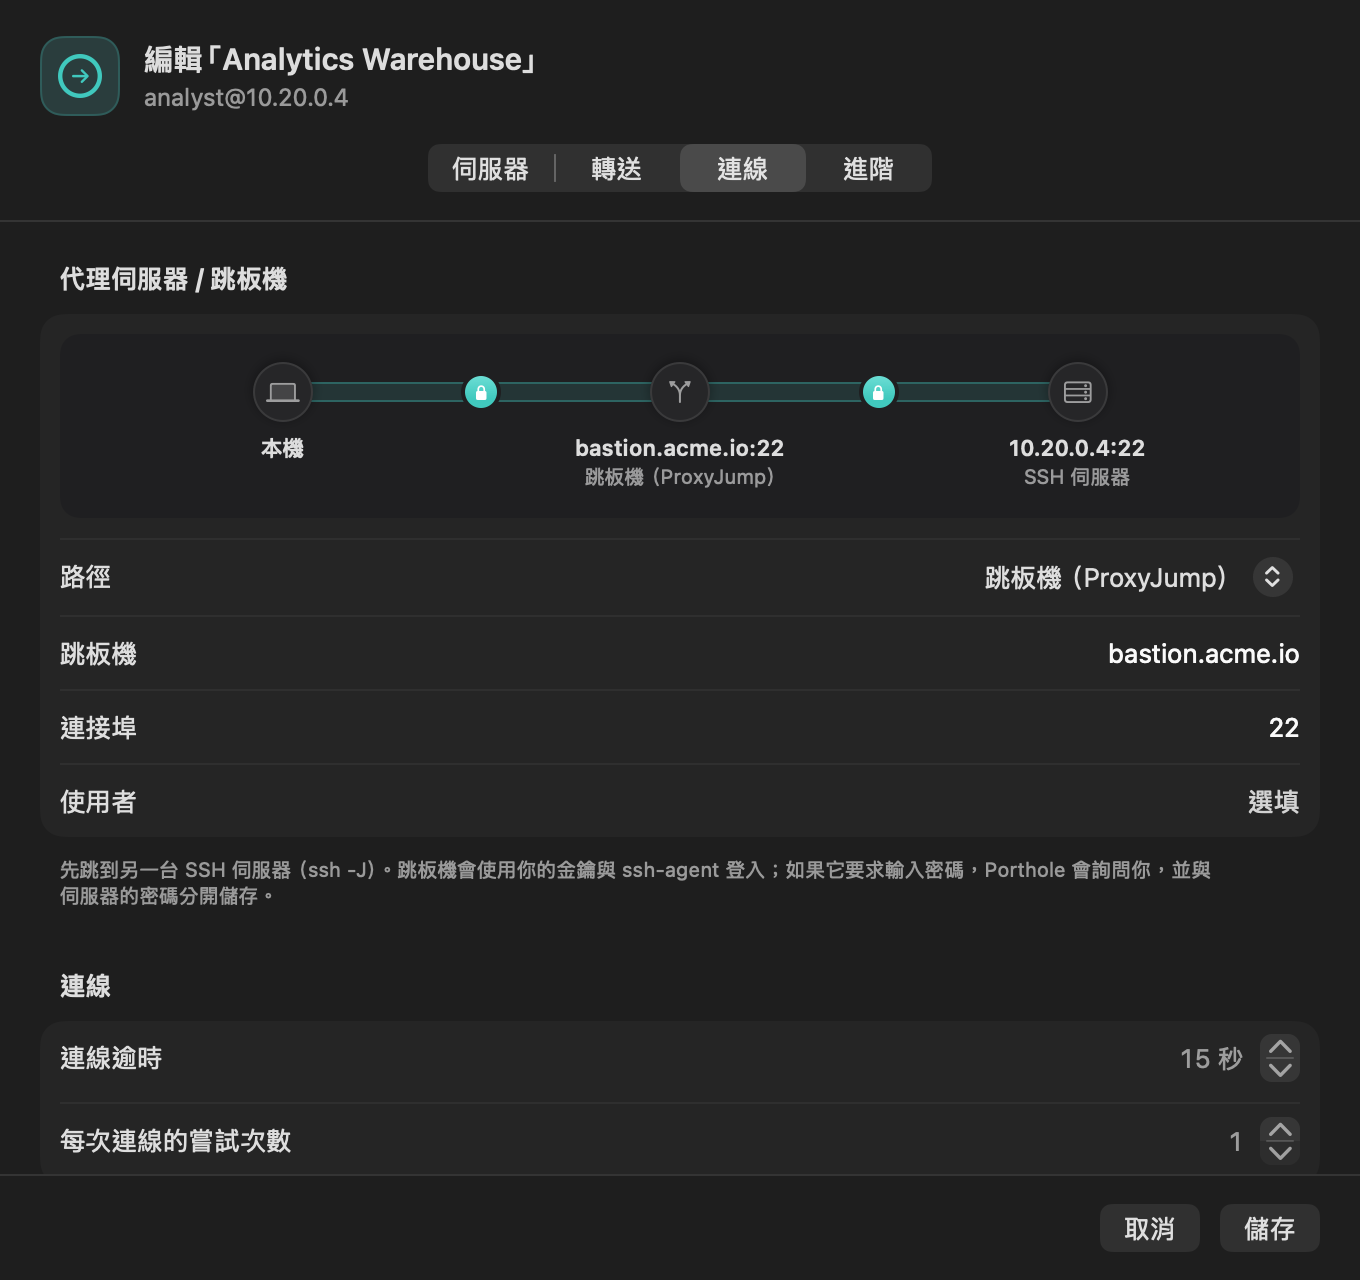 編輯「Analytics Warehouse」
analyst@10.20.0.4
伺服器
轉送
連線
進階
代理伺服器 / 跳板機
本機
bastion.acme.io:22
跳板機（ProxyJump）
10.20.0.4:22
SSH 伺服器
路徑
跳板機（ProxyJump）
跳板機
bastion.acme.io
連接埠
22
使用者
選填
先跳到另一台 SSH 伺服器（ssh -J）。跳板機會使用你的金鑰與 ssh-agent 登入；如果它要求輸入密碼，Porthole 會詢問你，並與
伺服器的密碼分開儲存。
連線
連線逾時
15 秒
每次連線的嘗試次數
1
取消
儲存